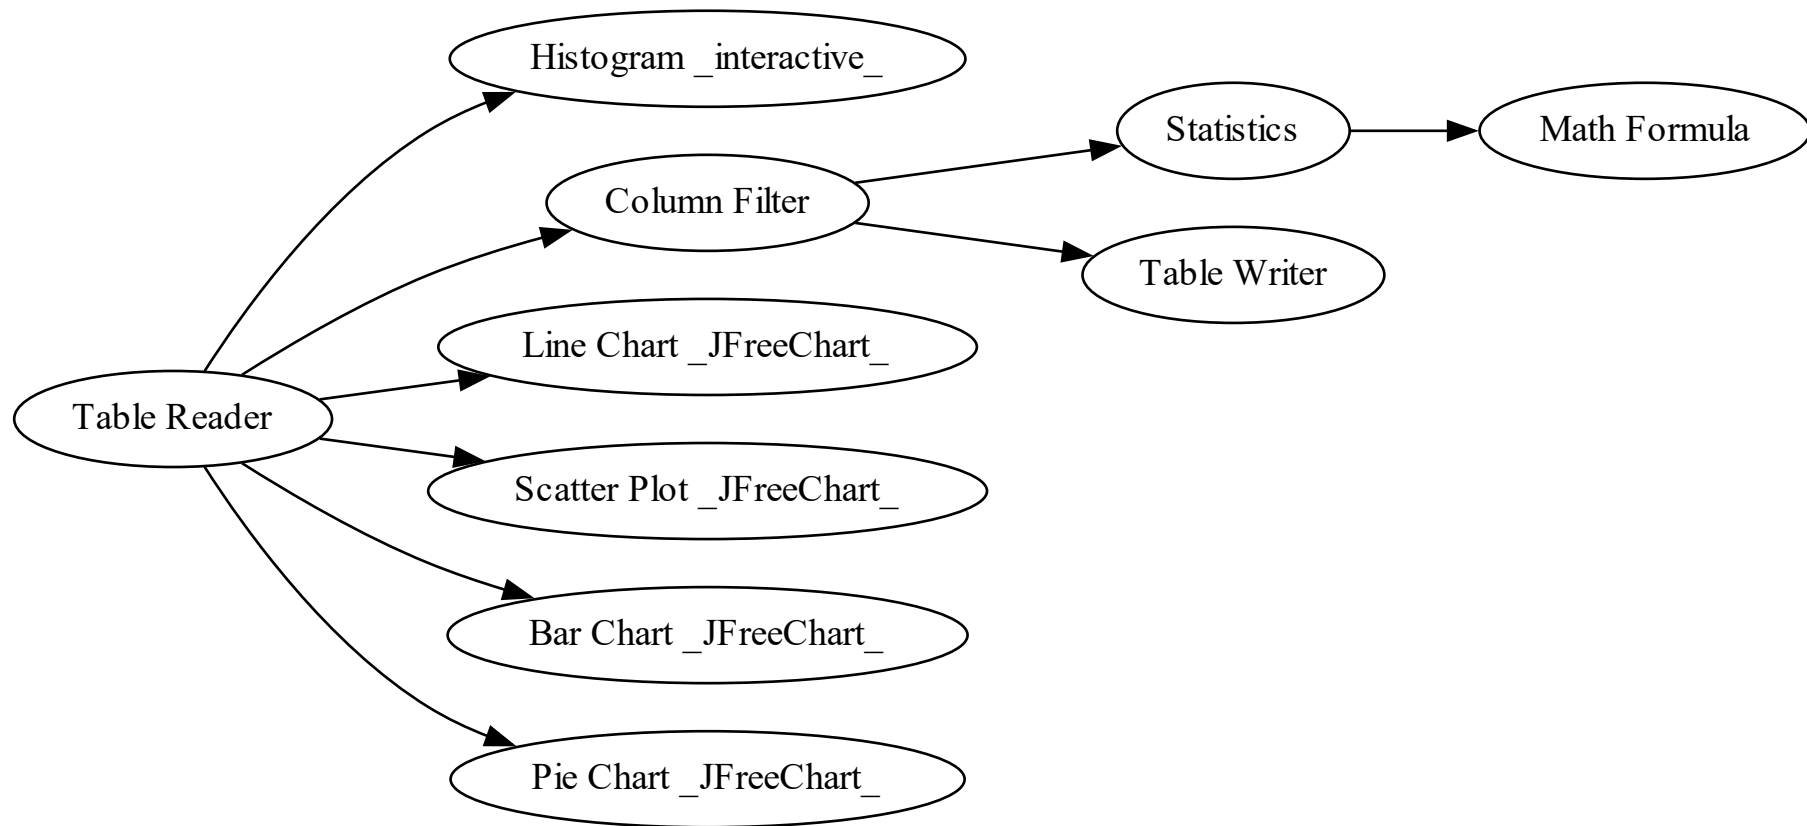 Histogram _interactive_
Statistics
Math Formula
Column Filter
Table Writer
Line Chart _JFreeChart_
Table Reader
Scatter Plot _JFreeChart_
Bar Chart _JFreeChart_
Pie Chart _JFreeChart_